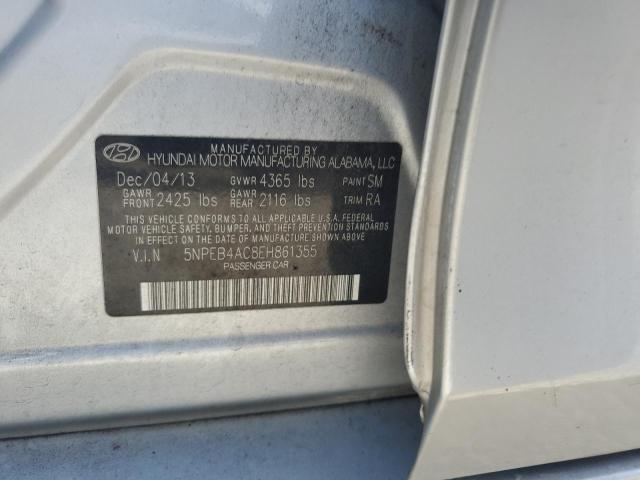 MANUFACTURED BY
HYUNDAI MOTOR MANUFACTURING ALABAMA, LLC
Dec/04/13 GVWR 4365 lbs PAINT SM
GAWR FRONT 2425 lbs GAWR REAR 2116 lbs TRIM RA
THIS VEHICLE CONFORMS TO ALL APPLICABLE U.S.A. FEDERAL
MOTOR VEHICLE SAFETY, BUMPER, AND THEFT PREVENTION
STANDARDS IN EFFECT ON THE DATE OF MANUFACTURE SHOWN ABOVE.
V.I.N 5NPEB4AC8EH861355
PASSENGER CAR